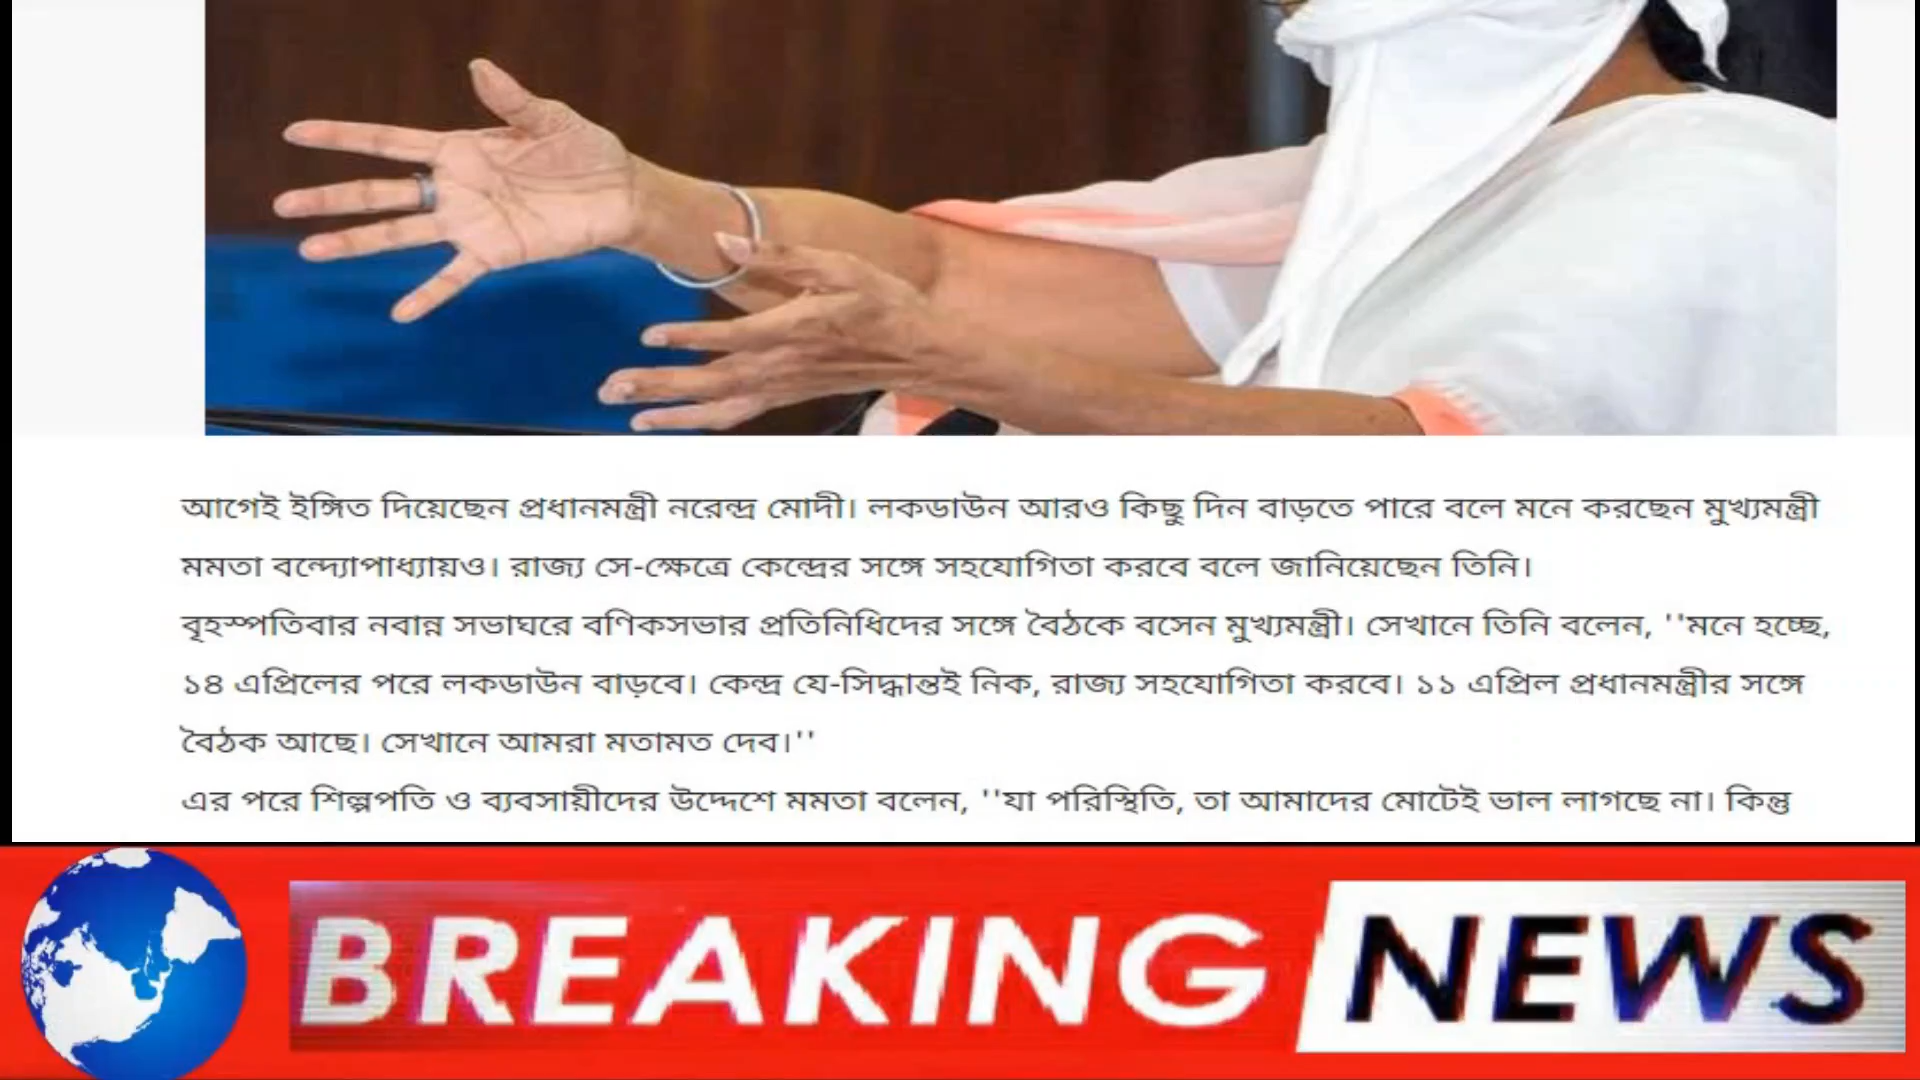 আগেই ইঙ্গিত দিয়েছেন প্রধানমন্ত্রী নরেন্দ্র মোদী। লকডাউন আরও কিছু দিন বাড়তে পারে বলে মনে করছেন মুখ্যমন্ত্রী
মমতা বন্দ্যোপাধ্যায়ও। রাজ্য সে-ক্ষেত্রে কেন্দ্রের সঙ্গে সহযোগিতা করবে বলে জানিয়েছেন তিনি।
বৃহস্পতিবার নবান্ন সভাঘরে বণিকসভার প্রতিনিধিদের সঙ্গে বৈঠকে বসেন মুখ্যমন্ত্রী। সেখানে তিনি বলেন, ''মনে হচ্ছে,
১৪ এপ্রিলের পরে লকডাউন বাড়বে। কেন্দ্র যে-সিদ্ধান্তই নিক, রাজ্য সহযোগিতা করবে। ১১ এপ্রিল প্রধানমন্ত্রীর সঙ্গে
বৈঠক আছে। সেখানে আমরা মতামত দেব।''
এর পরে শিল্পপতি ও ব্যবসায়ীদের উদ্দেশে মমতা বলেন, ''যা পরিস্থিতি, তা আমাদের মোটেই ভাল লাগছে না। কিন্তু
BREAKING NEWS